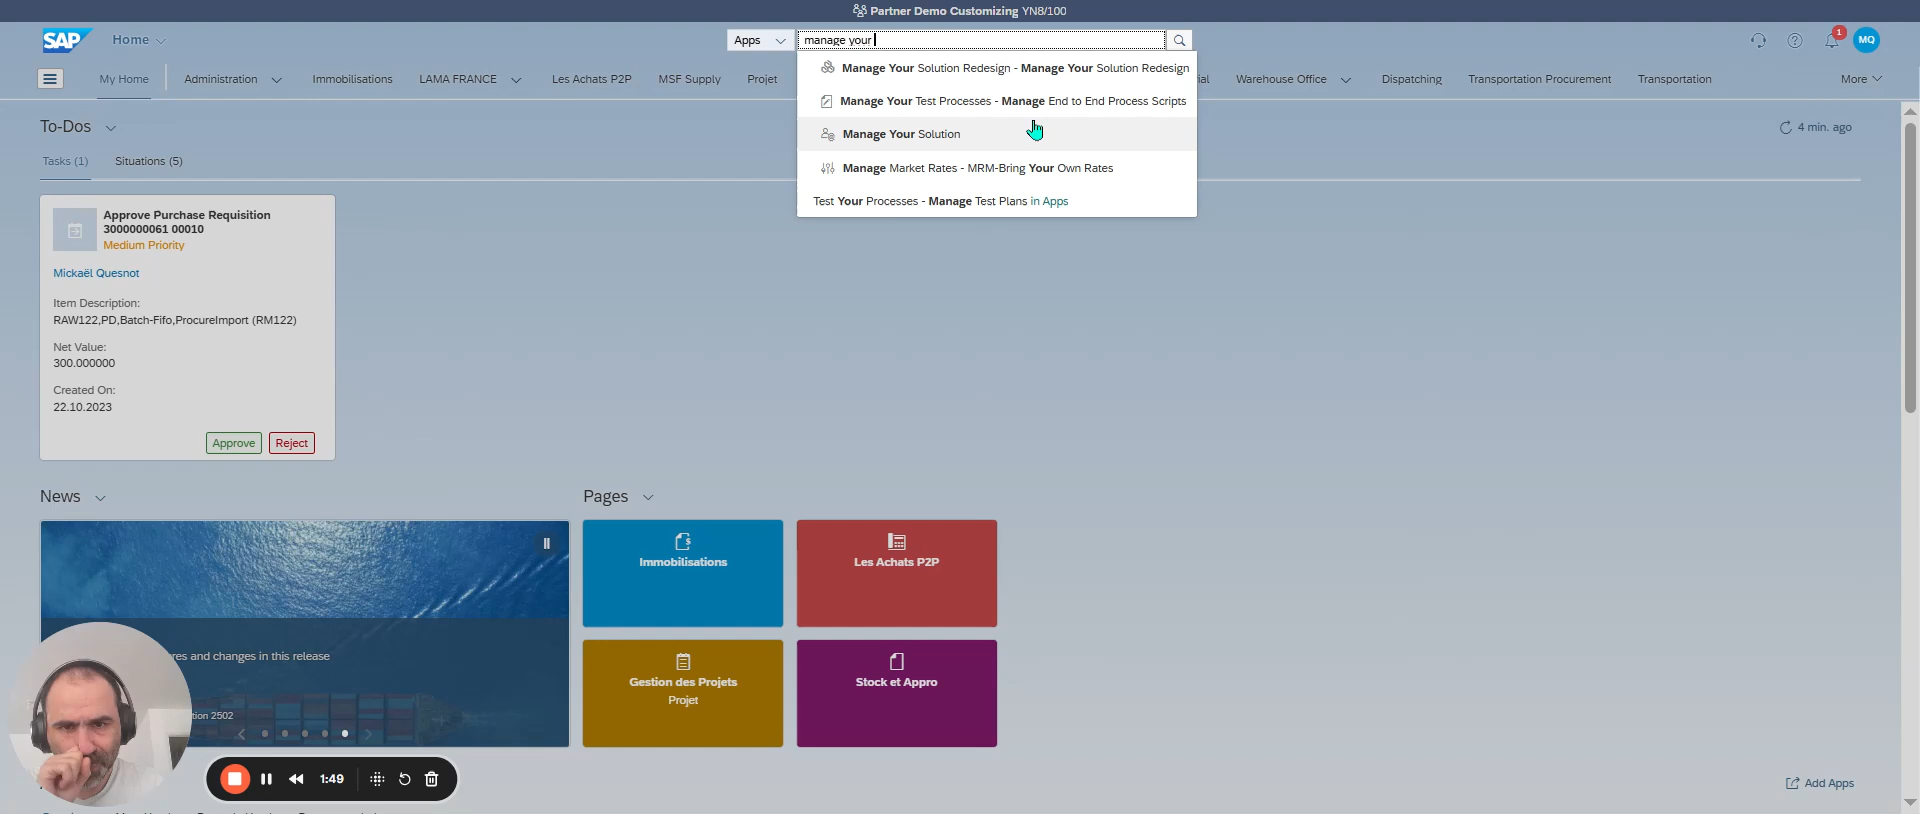 Partner Demo Customizing YN8/100
SAP
Home
Apps
manage your
1
MQ
My Home
Administration
Immobilisations
LAMA FRANCE
Les Achats P2P
MSF Supply
Projet
ial
Warehouse Office
Dispatching
Transportation Procurement
Transportation
More
Manage Your Solution Redesign - Manage Your Solution Redesign
Manage Your Test Processes - Manage End to End Process Scripts
Manage Your Solution
Manage Market Rates - MRM-Bring Your Own Rates
Test Your Processes - Manage Test Plans in Apps
To-Dos
4 min. ago
Tasks (1)
Situations (5)
Approve Purchase Requisition
3000000061 00010
Medium Priority
Mickaël Quesnot
Item Description:
RAW122,PD,Batch-Fifo,ProcureImport (RM122)
Net Value:
300.000000
Created On:
22.10.2023
Approve
Reject
News
Pages
res and changes in this release
tion 2502
Immobilisations
Les Achats P2P
Gestion des Projets
Projet
Stock et Appro
1:49
Add Apps